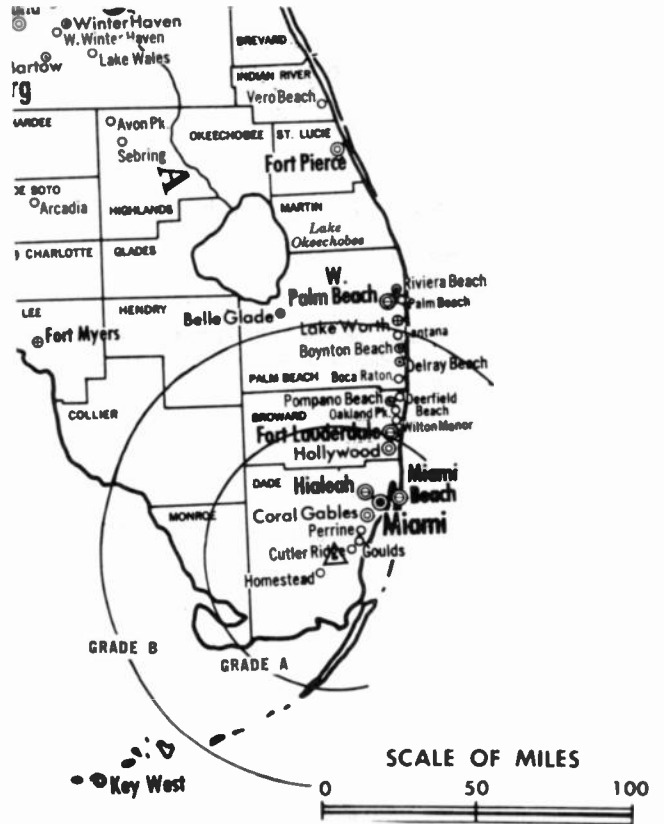 Winter Haven
W. Winter Haven
Bartow
Lake Wales
rg
BREVARD
INDIAN RIVER
Vero Beach
ARDEE
Avon Pk.
Sebring
OKEECHOBEE
ST. LUCIE
Fort Pierce
A
DE SOTO
Arcadia
HIGHLANDS
MARTIN
Lake
Okeechobee
CHARLOTTE
GLADES
W.
Palm Beach
Riviera Beach
Palm Beach
LEE
HENDRY
Belle Glade
Fort Myers
Lake Worth
Lantana
Boynton Beach
Delray Beach
PALM BEACH
Boca Raton
COLLIER
Pompano Beach
Deerfield
Beach
BROWARD
Oakland Pk.
Wilton Manor
Fort Lauderdale
Hollywood
DADE
Hialeah
Miami
Beach
MONROE
Coral Gables
Miami
Perrine
Cutler Ridge
Goulds
Homestead
GRADE B
GRADE A
Key West
SCALE OF MILES
0 50 100